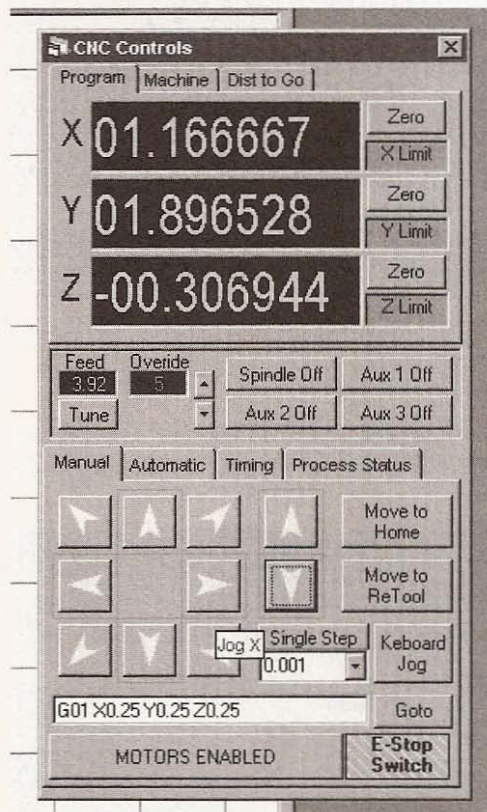 CNC Controls
Program Machine Dist to Go
X 01.166667 Zero
X Limit
Y 01.896528 Zero
Y Limit
Z -00.306944 Zero
Z Limit
Feed Overide
3.92 5 Spindle Off Aux 1 Off
Tune Aux 2 Off Aux 3 Off
Manual Automatic Timing Process Status
Move to
Home
Move to
ReTool
Jog X Single Step
0.001
Keboard
Jog
G01 X0.25 Y0.25 Z0.25 Goto
MOTORS ENABLED E-Stop
Switch